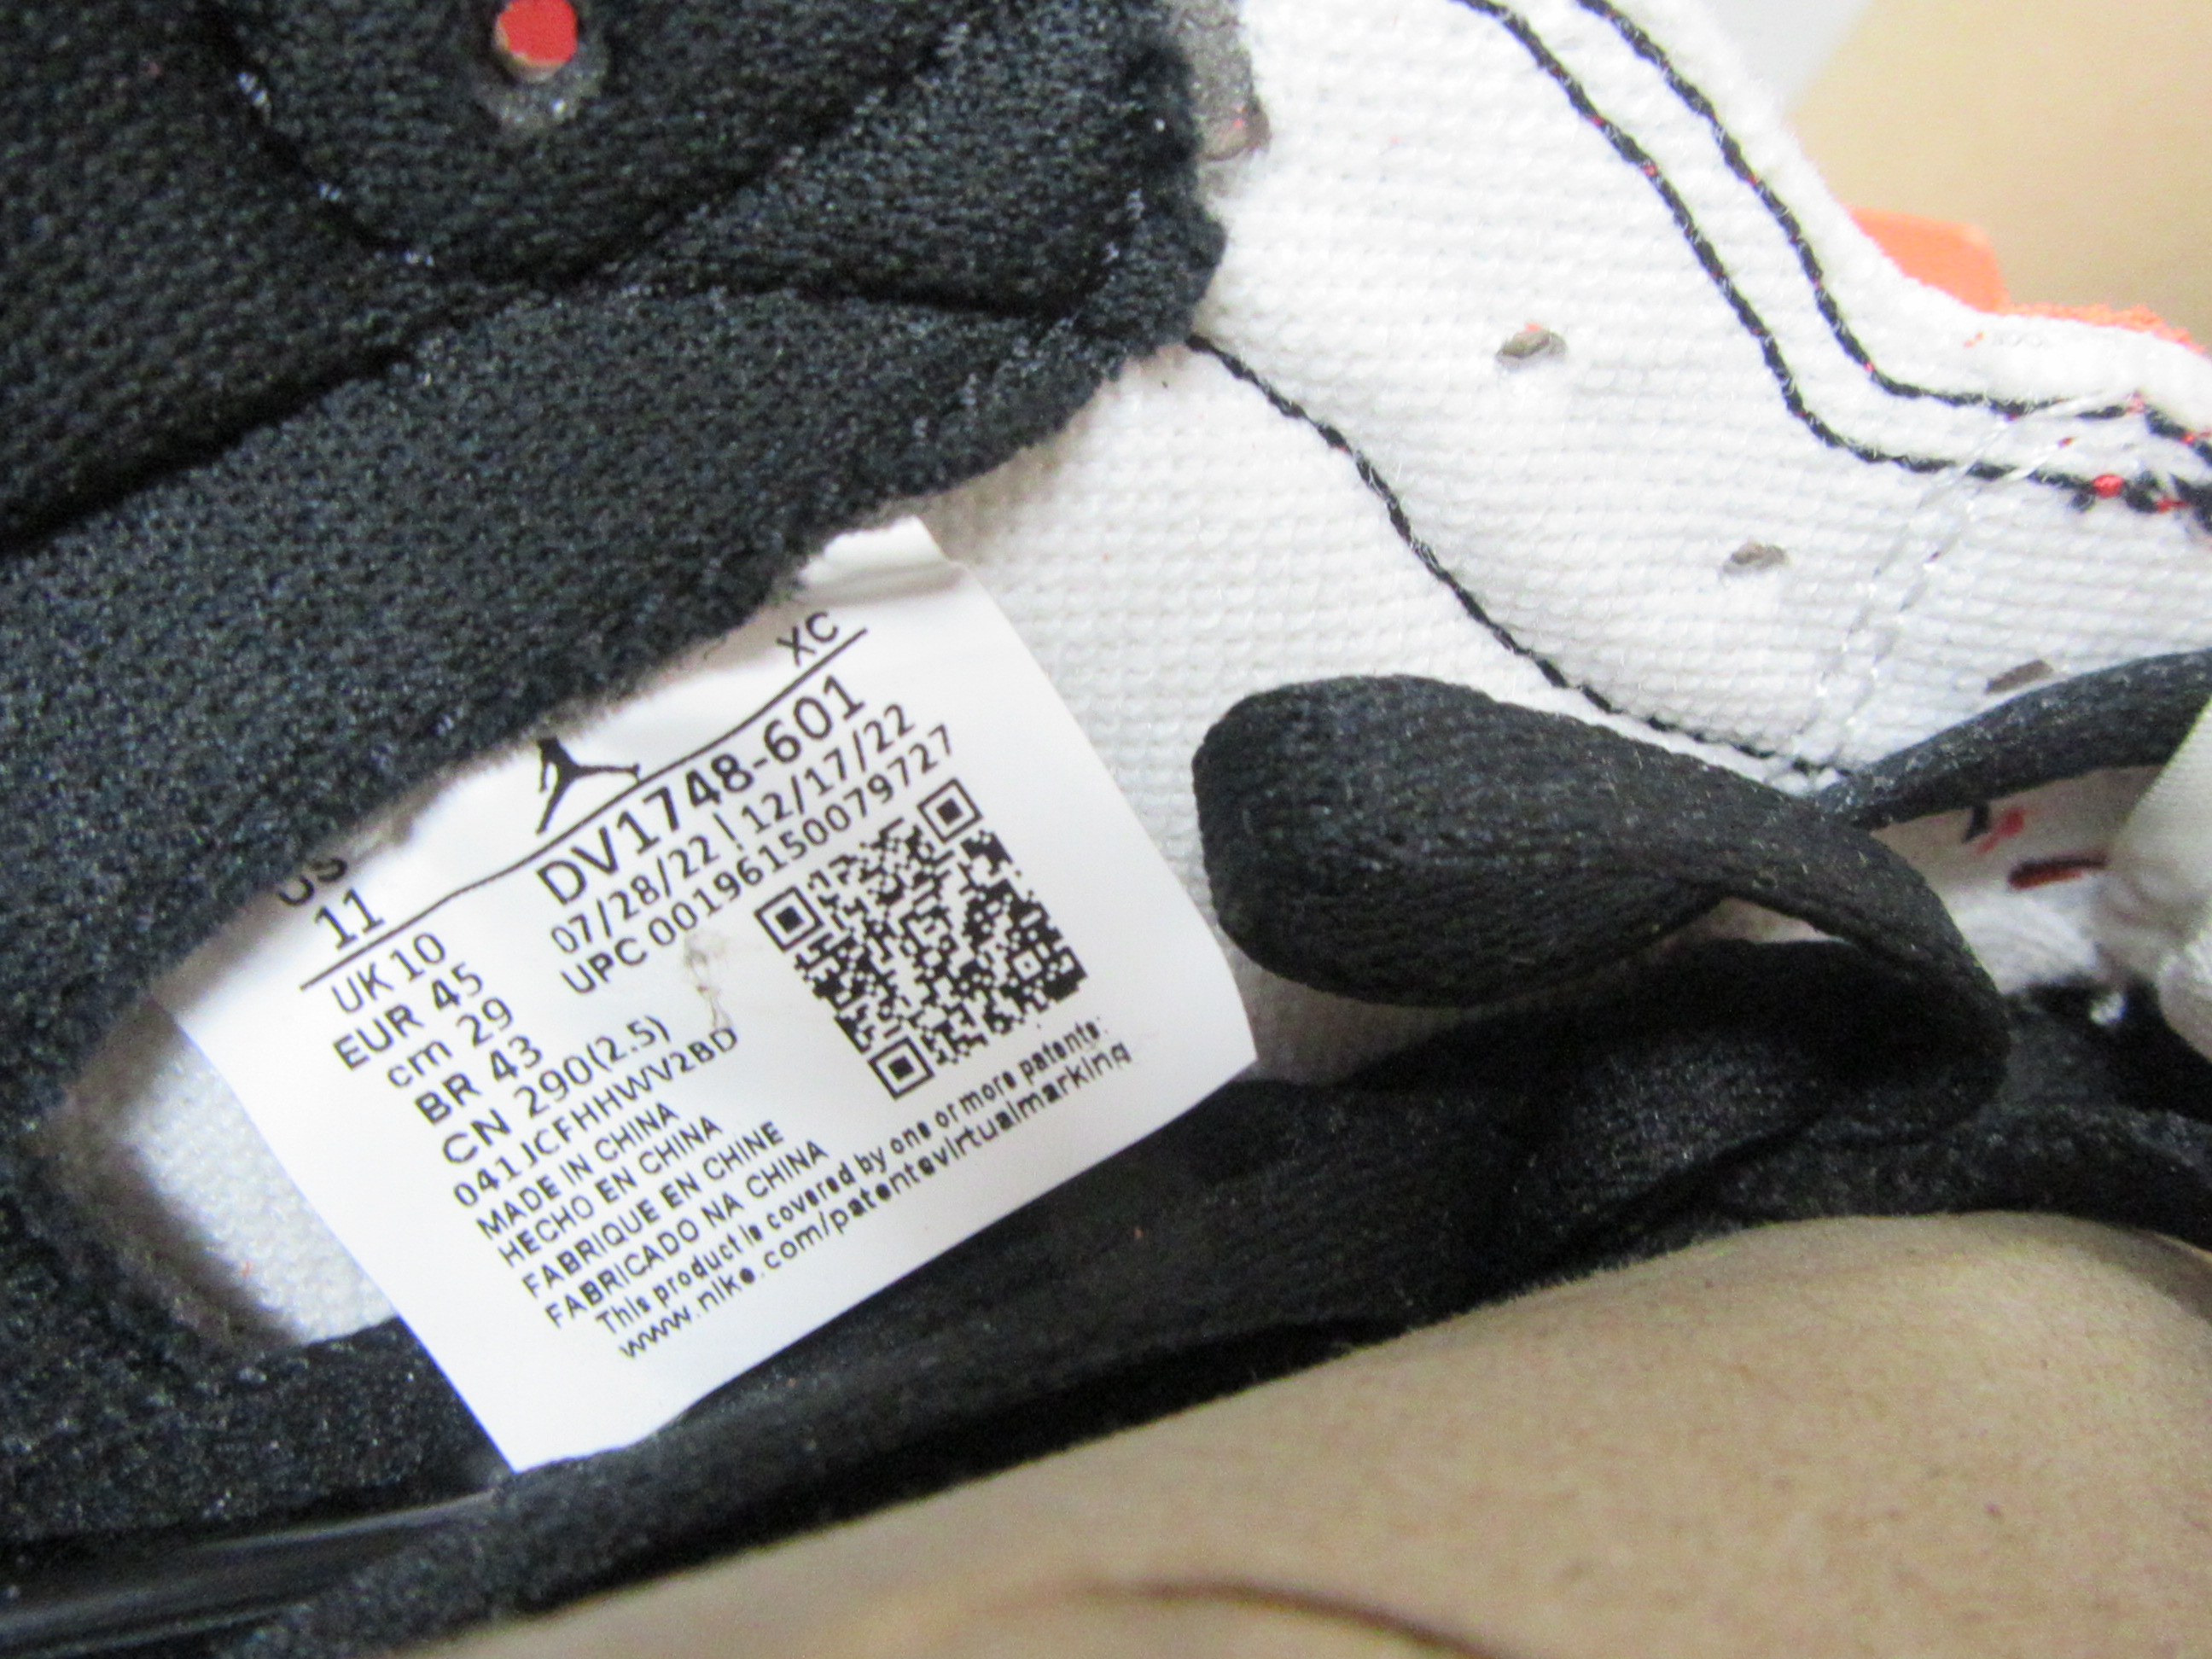 XC
US
11
DV1748-601
07/28/22 | 12/17/22
UPC 00196150079727
UK 10
EUR 45
cm 29
BR 43
CN 290(2.5)
041JCFHHWV2BD
MADE IN CHINA
HECHO EN CHINA
FABRIQUE EN CHINE
FABRICADO NA CHINA
This product is covered by one or more patents:
www.nike.com/patentsvirtualmarking